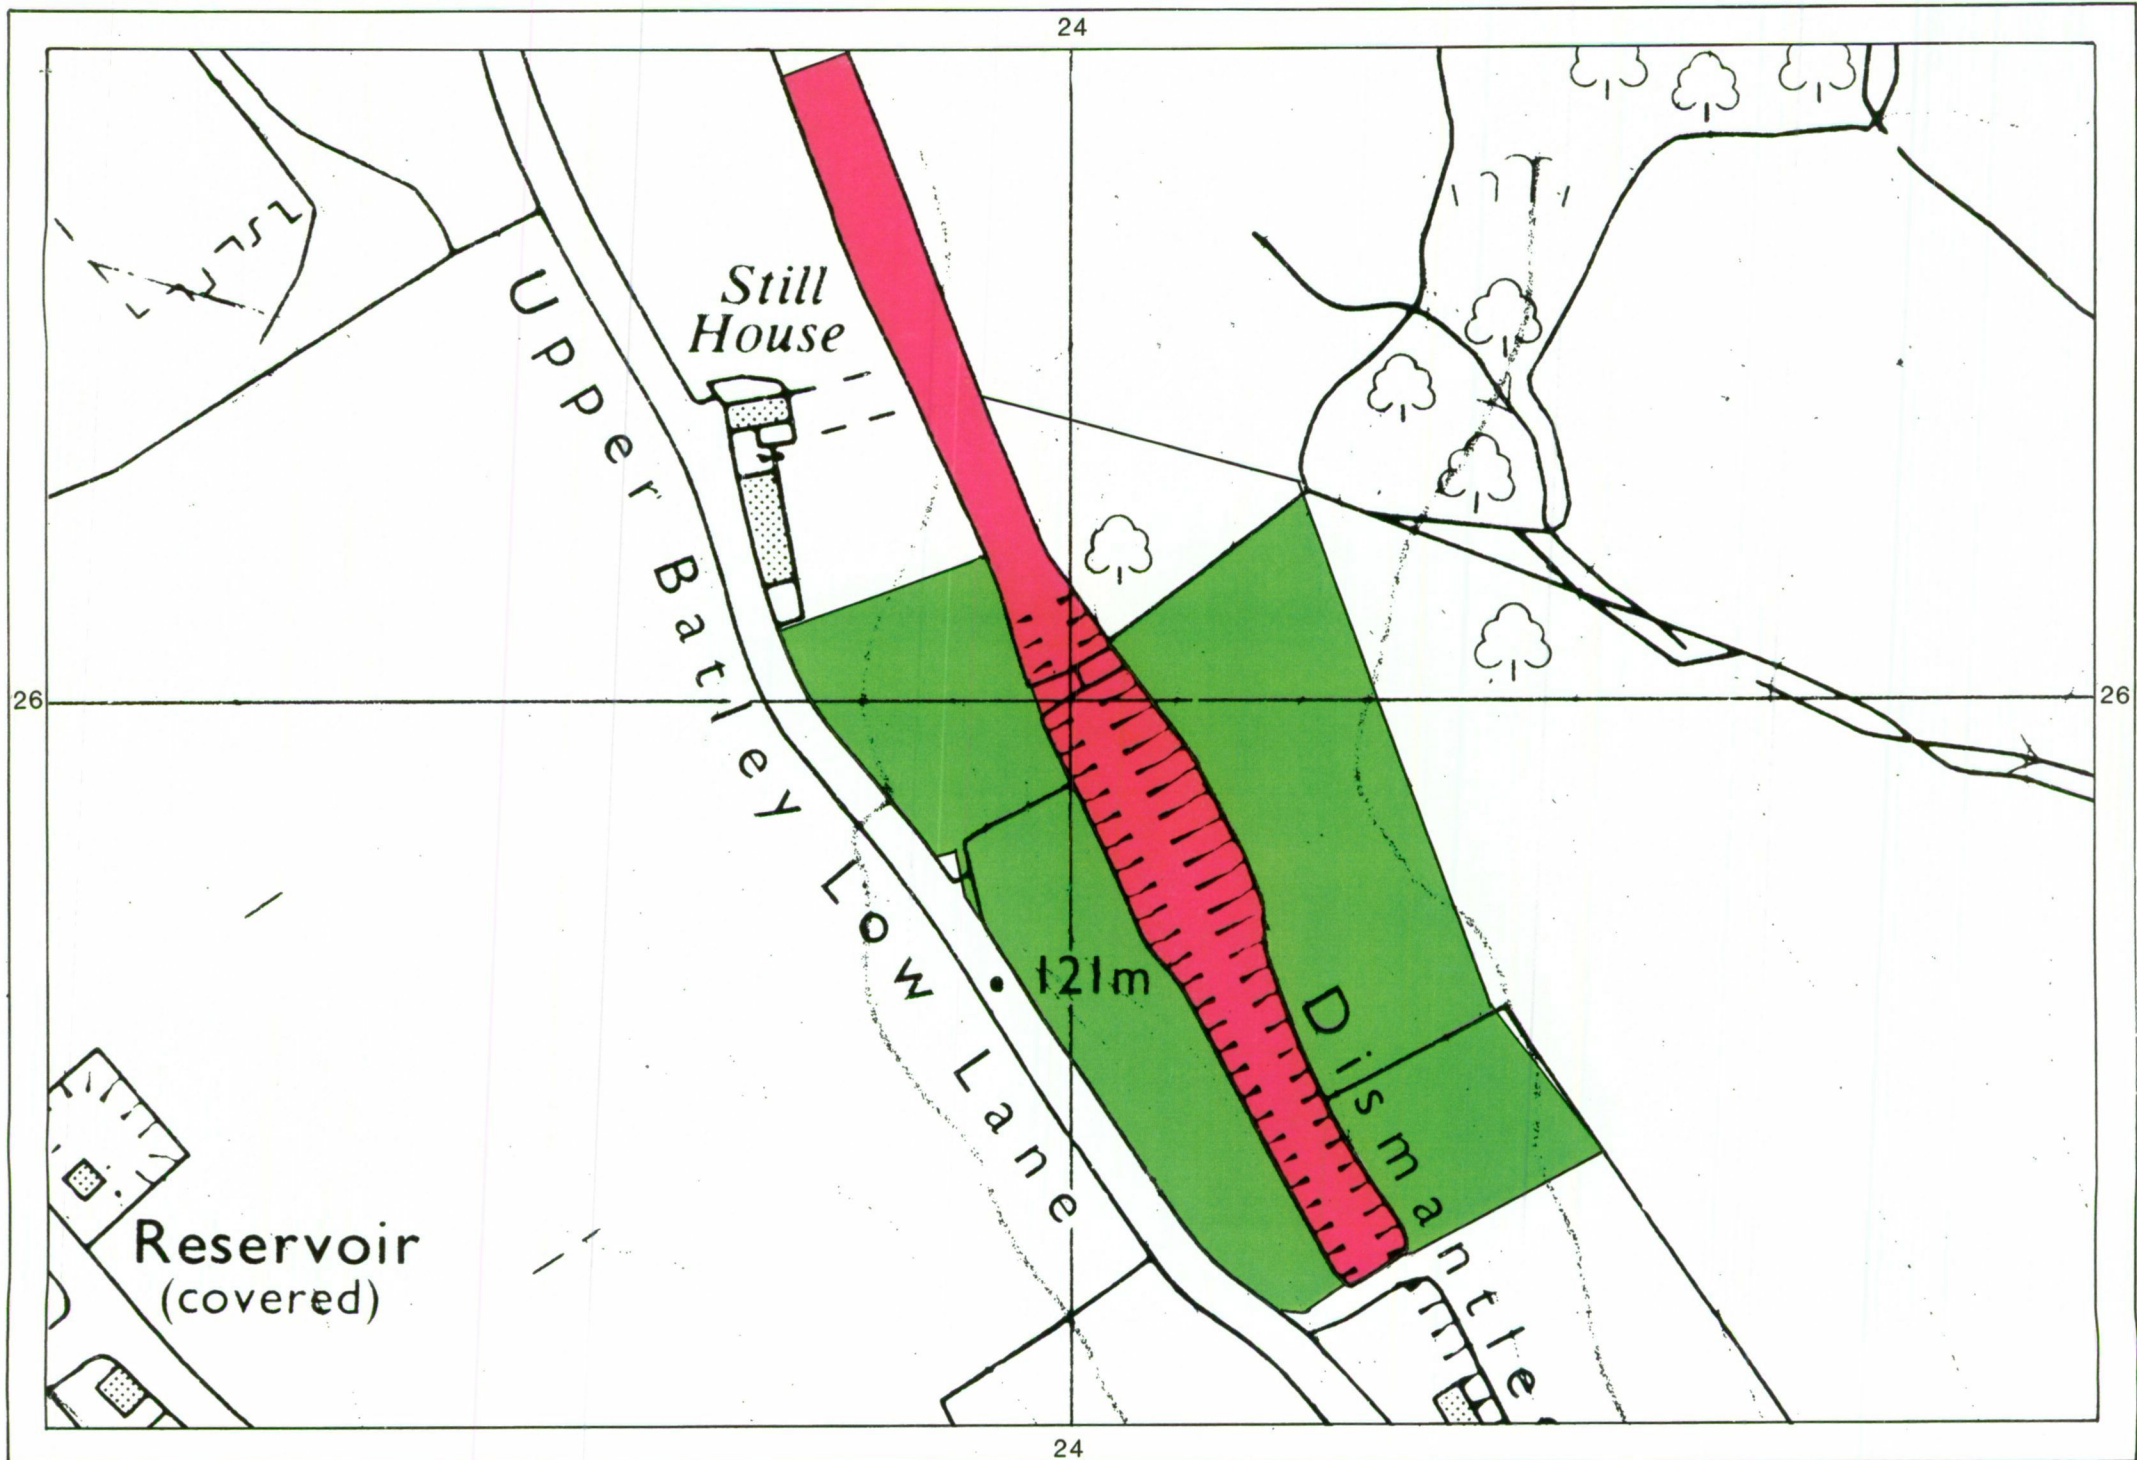 24
Still
House
Upper Batley Low Lane
26
26
121m
Dismantle
Reservoir
(covered)
24